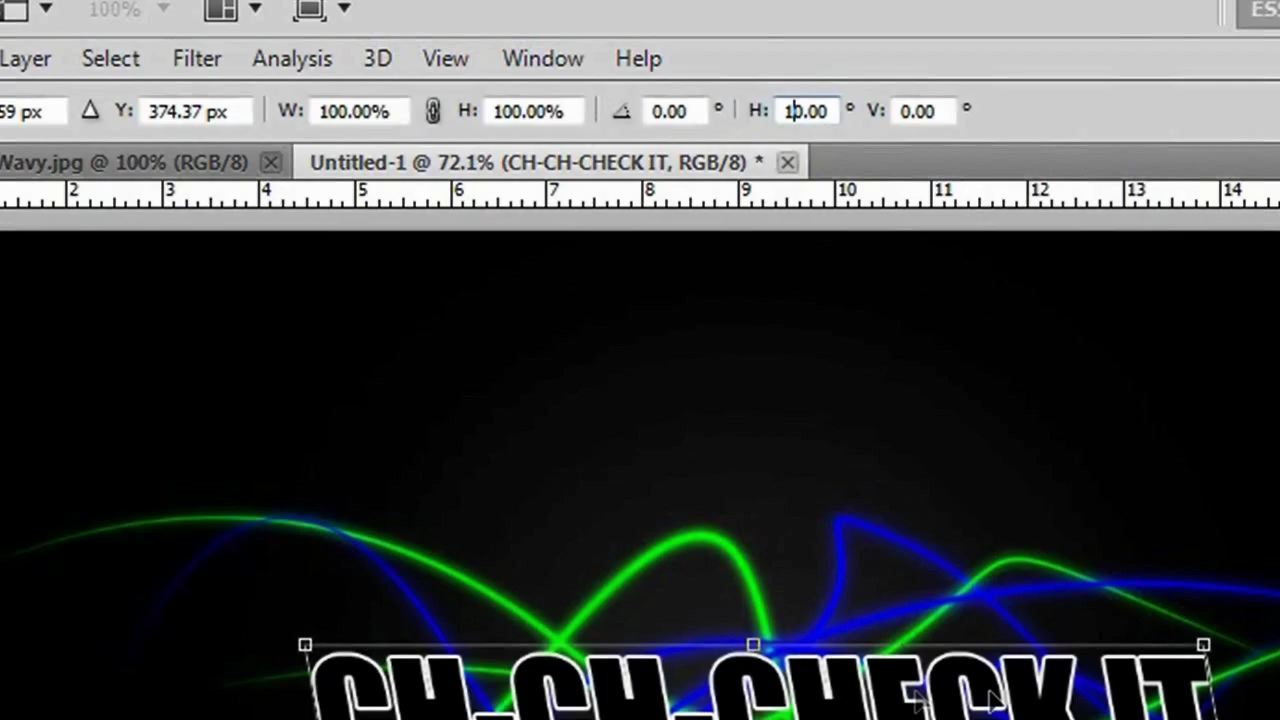 100% ESS
Layer Select Filter Analysis 3D View Window Help
59 px Y: 374.37 px W: 100.00% H: 100.00% 0.00 ° H: 10.00 ° V: 0.00 °
Wavy.jpg @ 100% (RGB/8) Untitled-1 @ 72.1% (CH-CH-CHECK IT, RGB/8) *
2 3 4 5 6 7 8 9 10 11 12 13 14
CH-CH-CHECK IT